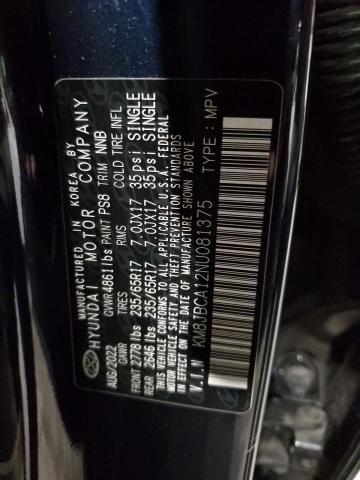 MANUFACTURED IN KOREA BY
HYUNDAI MOTOR COMPANY
AUG/2022 GVWR 4861 lbs PAINT PS8 TRIM NNB
GAWR TIRES RMS COLD TIRE INFL
FRONT 2778 lbs 235/65R17 7.0JX17 35psi SINGLE
REAR 2646 lbs 235/65R17 7.0JX17 35psi SINGLE
THIS VEHICLE CONFORMS TO ALL APPLICABLE U.S.A. FEDERAL
MOTOR VEHICLE SAFETY AND THEFT PREVENTION STANDARDS
IN EFFECT ON THE DATE OF MANUFACTURE SHOWN ABOVE.
V.I.N
KM8JBCA12NU081375 TYPE: MPV